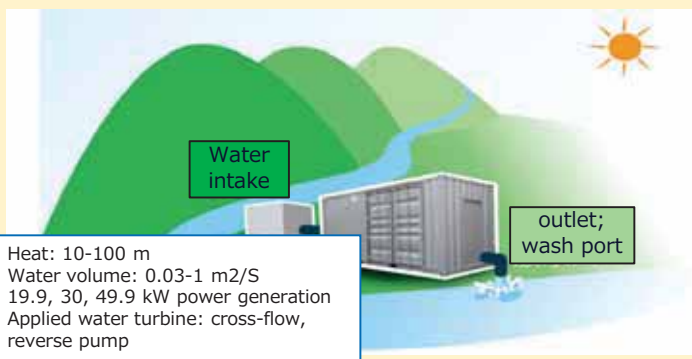 Water
intake
outlet;
wash port
Heat: 10-100 m
Water volume: 0.03-1 m2/S
19.9, 30, 49.9 kW power generation
Applied water turbine: cross-flow,
reverse pump